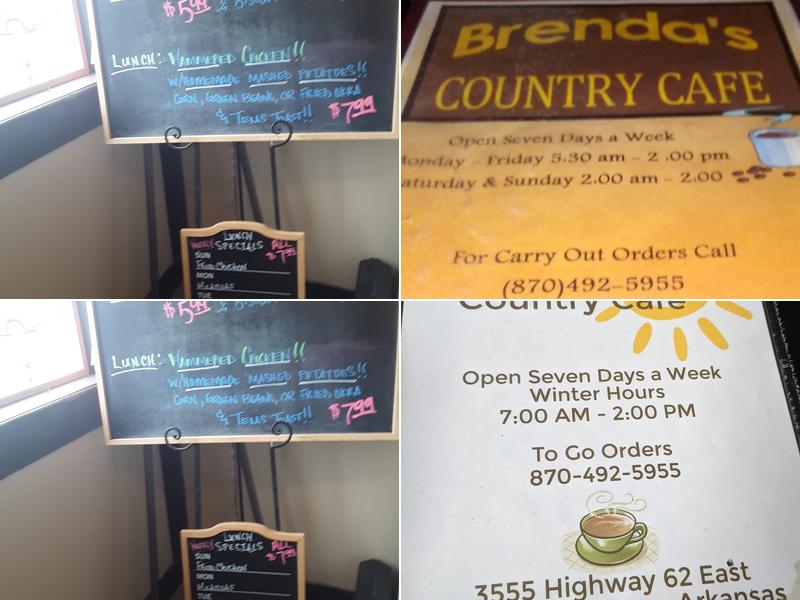 $5.99
LUNCH: HAMMERED CHICKEN!!
W/HOMEMADE MASHED POTATOES!!
CORN, GREEN BEANS, OR FRIED OKRA
& TEXAS TOAST!! $7.99
LUNCH
WEEKLY SPECIALS ALL
$7.99
SUN
FRIED CHICKEN
MON
MEATLOAF
TUE
Brenda's
COUNTRY CAFE
Open Seven Days a Week
Monday - Friday 5.30 am - 2 .00 pm
aturday & Sunday 2.00 am - 2.00
For Carry Out Orders Call
(870)492-5955
$5.99
LUNCH: HAMMERED CHICKEN!!
W/HOMEMADE MASHED POTATOES!!
CORN, GREEN BEANS, OR FRIED OKRA
& TEXAS TOAST!! $7.99
LUNCH
WEEKLY SPECIALS ALL
$7.99
SUN
FRIED CHICKEN
MON
MEATLOAF
TUE
Country Cafe
Open Seven Days a Week
Winter Hours
7:00 AM - 2:00 PM
To Go Orders
870-492-5955
3555 Highway 62 East
Arkansas